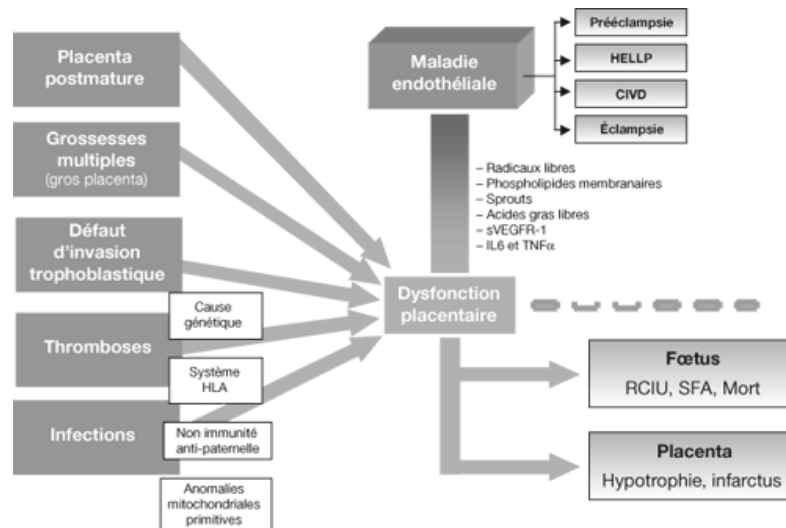 Placenta
postmature
Grossesses
multiples
(gros placenta)
Défaut
d'invasion
trophoblastique
Cause
génétique
Thromboses
Système
HLA
Infections
Non immunité
anti-paternelle
Anomalies
mitochondriales
primitives
Maladie
endothéliale
Prééclampsie
HELLP
CIVD
Éclampsie
– Radicaux libres
– Phospholipides membranaires
– Sprouts
– Acides gras libres
– sVEGFR-1
– IL6 et TNFα
Dysfonction
placentaire
Fœtus
RCIU, SFA, Mort
Placenta
Hypotrophie, infarctus